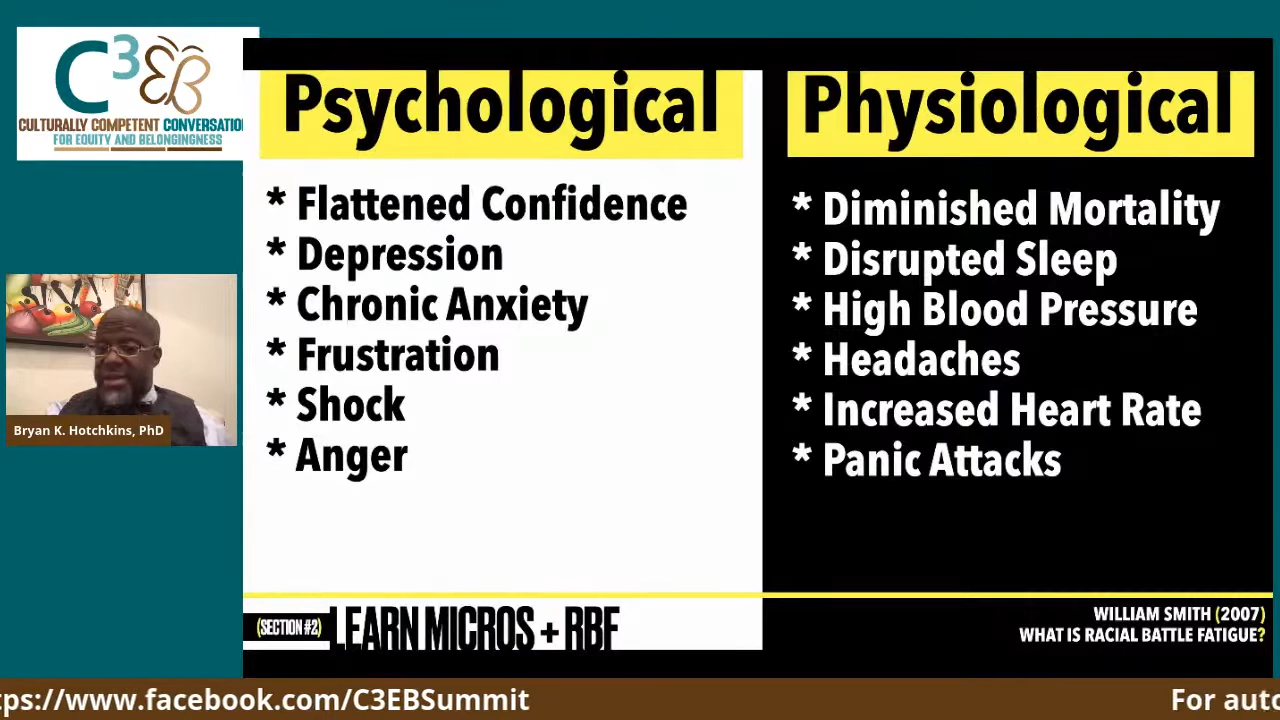 C3EB
CULTURALLY COMPETENT CONVERSATIO
FOR EQUITY AND BELONGINGNESS
Psychological
* Flattened Confidence
* Depression
* Chronic Anxiety
* Frustration
* Shock
* Anger
Physiological
* Diminished Mortality
* Disrupted Sleep
* High Blood Pressure
* Headaches
* Increased Heart Rate
* Panic Attacks
Bryan K. Hotchkins, PhD
(SECTION #2) LEARN MICROS + RBF
WILLIAM SMITH (2007)
WHAT IS RACIAL BATTLE FATIGUE?
tps://www.facebook.com/C3EBSummit
For auto